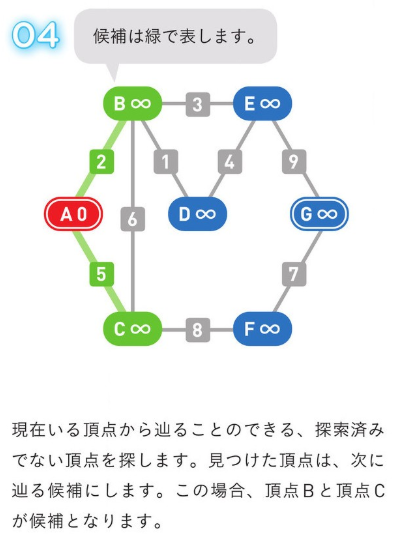 04
候補は緑で表します。
B ∞
3
E ∞
2
1
4
9
A 0
6
D ∞
G ∞
5
7
C ∞
8
F ∞
現在いる頂点から辿ることのできる、探索済み
でない頂点を探します。見つけた頂点は、次に
辿る候補にします。この場合、頂点Bと頂点C
が候補となります。